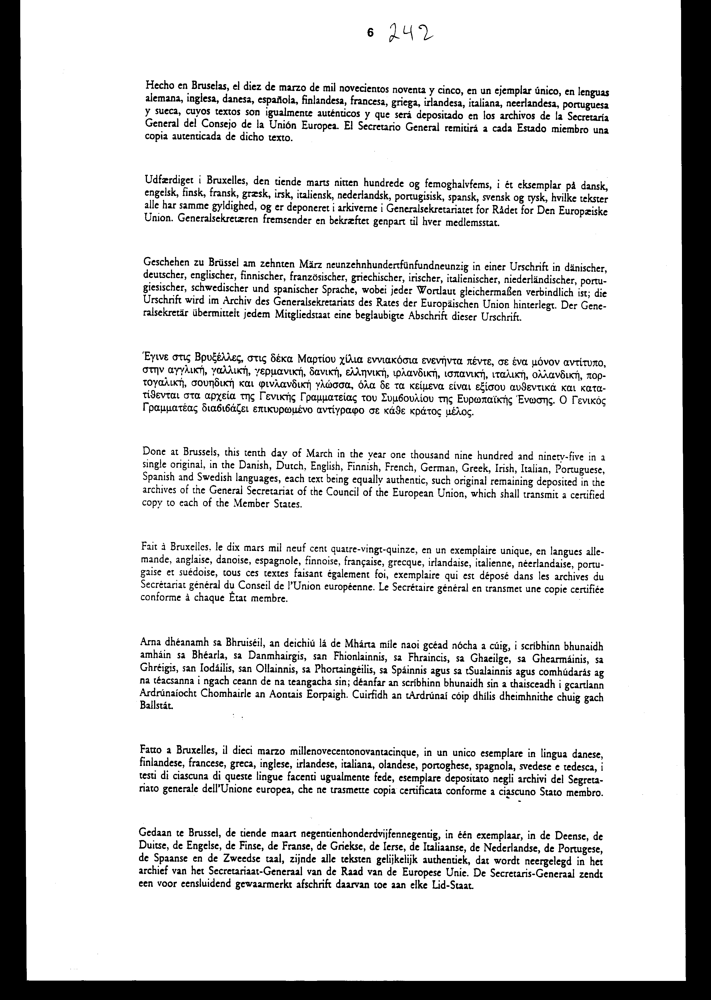 6 242
Hecho en Bruselas, el diez de marzo de mil novecientos noventa y cinco, en un ejemplar único, en lenguas
alemana, inglesa, danesa, española, finlandesa, francesa, griega, irlandesa, italiana, neerlandesa, portuguesa
y sueca, cuyos textos son igualmente auténticos y que será depositado en los archivos de la Secretaría
General del Consejo de la Unión Europea. El Secretario General remitirá a cada Estado miembro una
copia autenticada de dicho texto.
Udfærdiget i Bruxelles, den tiende marts nitten hundrede og femoghalvfems, i ét eksemplar på dansk,
engelsk, finsk, fransk, græsk, irsk, italiensk, nederlandsk, portugisisk, spansk, svensk og tysk, hvilke tekster
alle har samme gyldighed, og er deponeret i arkiverne i Generalsekretariatet for Rådet for Den Europæiske
Union. Generalsekretæren fremsender en bekræftet genpart til hver medlemsstat.
Geschehen zu Brüssel am zehnten März neunzehnhundertfünfundneunzig in einer Urschrift in dänischer,
deutscher, englischer, finnischer, französischer, griechischer, irischer, italienischer, niederländischer, portu-
giesischer, schwedischer und spanischer Sprache, wobei jeder Wortlaut gleichermaßen verbindlich ist; die
Urschrift wird im Archiv des Generalsekretariats des Rates der Europäischen Union hinterlegt. Der Gene-
ralsekretär übermittelt jedem Mitgliedstaat eine beglaubigte Abschrift dieser Urschrift.
Έγινε στις Βρυξέλλες, στις δέκα Μαρτίου χίλια εννιακόσια ενενήντα πέντε, σε ένα μόνον αντίτυπο,
στην αγγλική, γαλλική, γερμανική, δανική, ελληνική, ιρλανδική, ισπανική, ιταλική, ολλανδική, πορ-
τογαλική, σουηδική και φινλανδική γλώσσα, όλα δε τα κείμενα είναι εξίσου αυθεντικά και κατα-
τίθενται στα αρχεία της Γενικής Γραμματείας του Συμβουλίου της Ευρωπαϊκής Ένωσης. Ο Γενικός
Γραμματέας διαβιβάζει επικυρωμένο αντίγραφο σε κάθε κράτος μέλος.
Done at Brussels, this tenth day of March in the year one thousand nine hundred and ninety-five in a
single original, in the Danish, Dutch, English, Finnish, French, German, Greek, Irish, Italian, Portuguese,
Spanish and Swedish languages, each text being equally authentic, such original remaining deposited in the
archives of the General Secretariat of the Council of the European Union, which shall transmit a certified
copy to each of the Member States.
Fait à Bruxelles, le dix mars mil neuf cent quatre-vingt-quinze, en un exemplaire unique, en langues alle-
mande, anglaise, danoise, espagnole, finnoise, française, grecque, irlandaise, italienne, néerlandaise, portu-
gaise et suédoise, tous ces textes faisant également foi, exemplaire qui est déposé dans les archives du
Secrétariat général du Conseil de l'Union européenne. Le Secrétaire général en transmet une copie certifiée
conforme à chaque État membre.
Arna dhéanamh sa Bhruiséil, an deichiú lá de Mhárta míle naoi gcéad nócha a cúig, i scríbhinn bhunaidh
amháin sa Bhéarla, sa Danmhairgis, san Fhionlainnis, sa Fhraincis, sa Ghaeilge, sa Ghearmáinis, sa
Ghréigis, san Iodáilis, san Ollainnis, sa Phortaingéilis, sa Spáinnis agus sa tSualainnis agus comhúdarás ag
na téacsanna i ngach ceann de na teangacha sin; déanfar an scríbhinn bhunaidh sin a thaisceadh i gcartlann
Ardrúnaíocht Chomhairle an Aontais Eorpaigh. Cuirfidh an tArdrúnaí cóip dhílis dheimhnithe chuig gach
Ballstát.
Fatto a Bruxelles, il dieci marzo millenovecentonovantacinque, in un unico esemplare in lingua danese,
finlandese, francese, greca, inglese, irlandese, italiana, olandese, portoghese, spagnola, svedese e tedesca, i
testi di ciascuna di queste lingue facenti ugualmente fede, esemplare depositato negli archivi del Segreta-
riato generale dell'Unione europea, che ne trasmette copia certificata conforme a ciascuno Stato membro.
Gedaan te Brussel, de tiende maart negentienhonderdvijfennegentig, in één exemplaar, in de Deense, de
Duitse, de Engelse, de Finse, de Franse, de Griekse, de Ierse, de Italiaanse, de Nederlandse, de Portugese,
de Spaanse en de Zweedse taal, zijnde alle teksten gelijkelijk authentiek, dat wordt neergelegd in het
archief van het Secretariaat-Generaal van de Raad van de Europese Unie. De Secretaris-Generaal zendt
een voor eensluidend gewaarmerkt afschrift daarvan toe aan elke Lid-Staat.